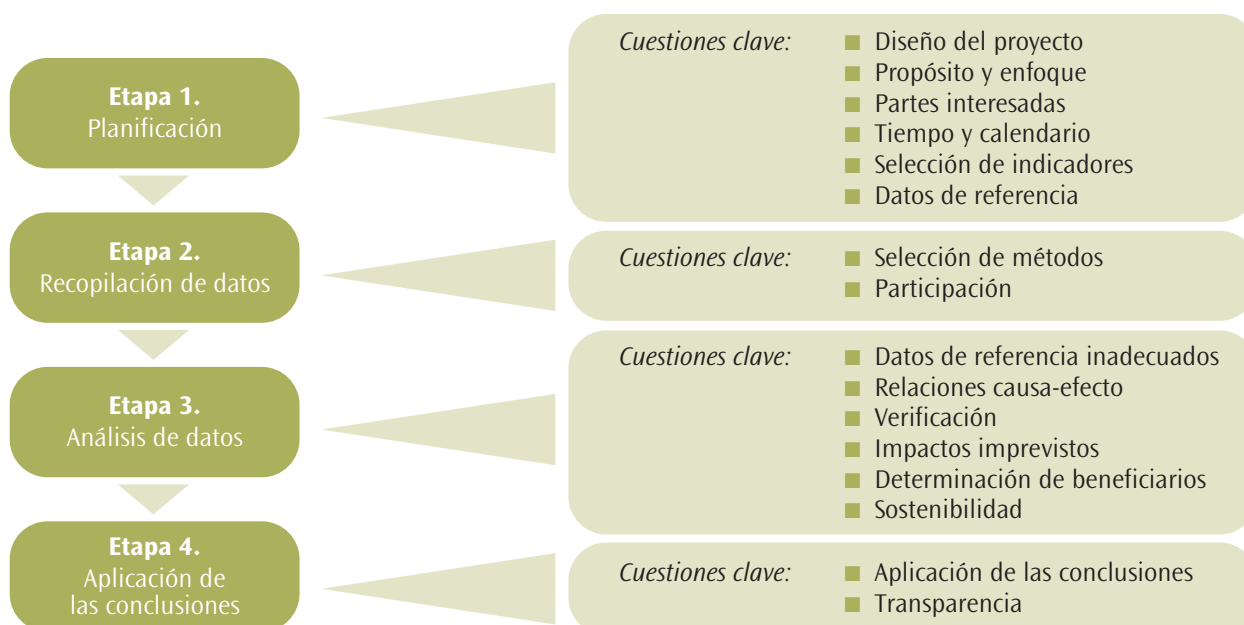 Etapa 1.
Planificación
Cuestiones clave:
■ Diseño del proyecto
■ Propósito y enfoque
■ Partes interesadas
■ Tiempo y calendario
■ Selección de indicadores
■ Datos de referencia
Etapa 2.
Recopilación de datos
Cuestiones clave:
■ Selección de métodos
■ Participación
Etapa 3.
Análisis de datos
Cuestiones clave:
■ Datos de referencia inadecuados
■ Relaciones causa-efecto
■ Verificación
■ Impactos imprevistos
■ Determinación de beneficiarios
■ Sostenibilidad
Etapa 4.
Aplicación de
las conclusiones
Cuestiones clave:
■ Aplicación de las conclusiones
■ Transparencia